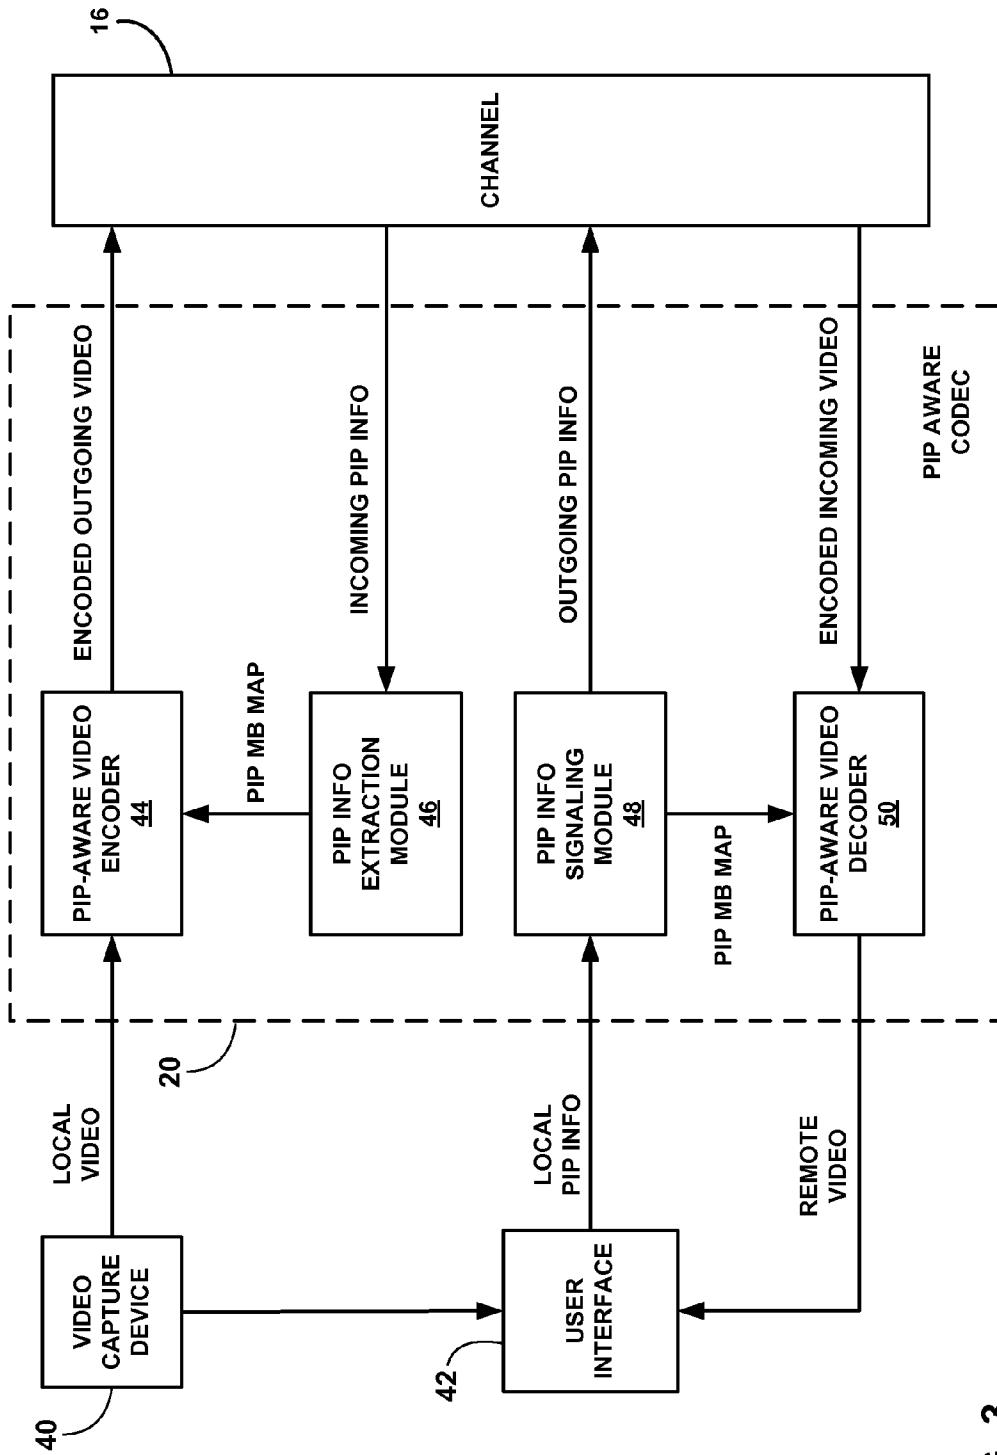 16
CHANNEL
ENCODED OUTGOING VIDEO
INCOMING PIP INFO
OUTGOING PIP INFO
ENCODED INCOMING VIDEO
PIP AWARE
CODEC
PIP-AWARE VIDEO
ENCODER
44
PIP MB MAP
PIP INFO
EXTRACTION
MODULE
46
PIP INFO
SIGNALING
MODULE
48
PIP MB MAP
PIP-AWARE VIDEO
DECODER
50
20
LOCAL
VIDEO
LOCAL
PIP INFO
REMOTE
VIDEO
VIDEO
CAPTURE
DEVICE
40
USER
INTERFACE
42
3